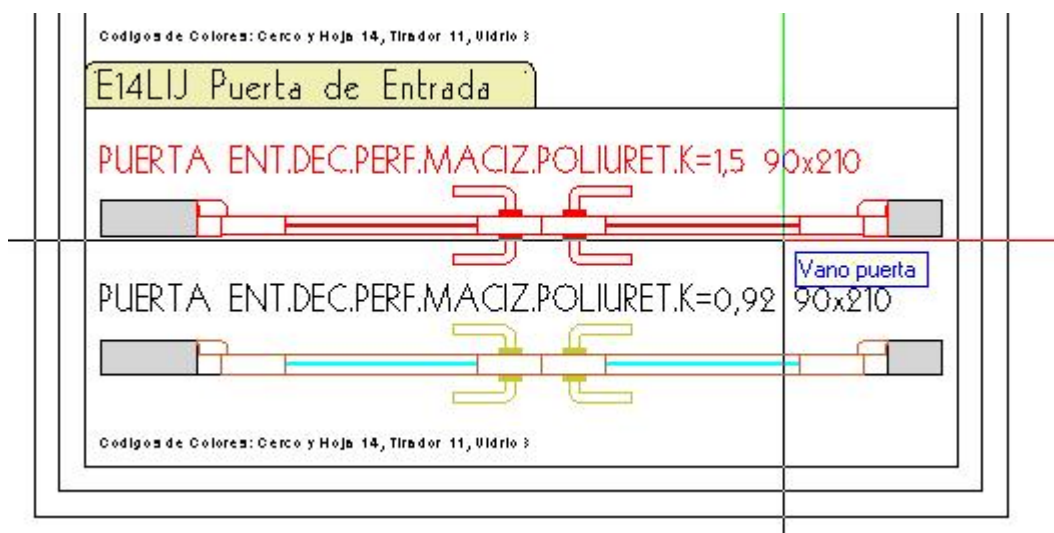 Codigos de Colores: Cerco y Hoja 14, Tirador 11, Vidrio 3
E14LIJ Puerta de Entrada
PUERTA ENT.DEC.PERF.MACIZ.POLIURET.K=1,5 90x210
Vano puerta
PUERTA ENT.DEC.PERF.MACIZ.POLIURET.K=0,92 90x210
Codigos de Colores: Cerco y Hoja 14, Tirador 11, Vidrio 3